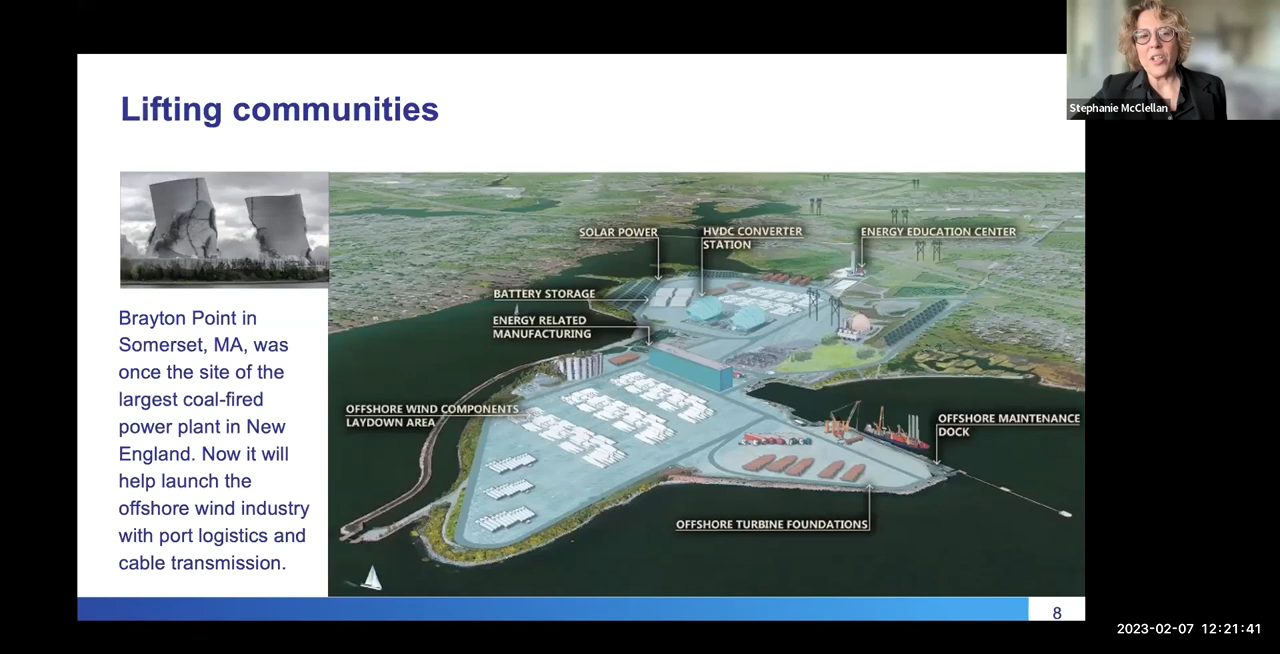 Stephanie McClellan
Lifting communities
Brayton Point in
Somerset, MA, was
once the site of the
largest coal-fired
power plant in New
England. Now it will
help launch the
offshore wind industry
with port logistics and
cable transmission.
SOLAR POWER
HVDC CONVERTER
STATION
ENERGY EDUCATION CENTER
BATTERY STORAGE
ENERGY RELATED
MANUFACTURING
OFFSHORE WIND COMPONENTS
LAYDOWN AREA
OFFSHORE MAINTENANCE
DOCK
OFFSHORE TURBINE FOUNDATIONS
8
2023-02-07 12:21:41